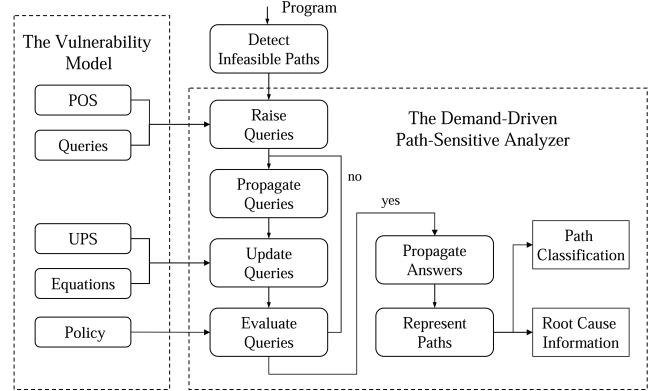 Program
The Vulnerability
Model
Detect
Infeasible Paths
POS
Queries
Raise
Queries
The Demand-Driven
Path-Sensitive Analyzer
no
Propagate
Queries
yes
UPS
Equations
Update
Queries
Propagate
Answers
Path
Classification
Policy
Evaluate
Queries
Represent
Paths
Root Cause
Information